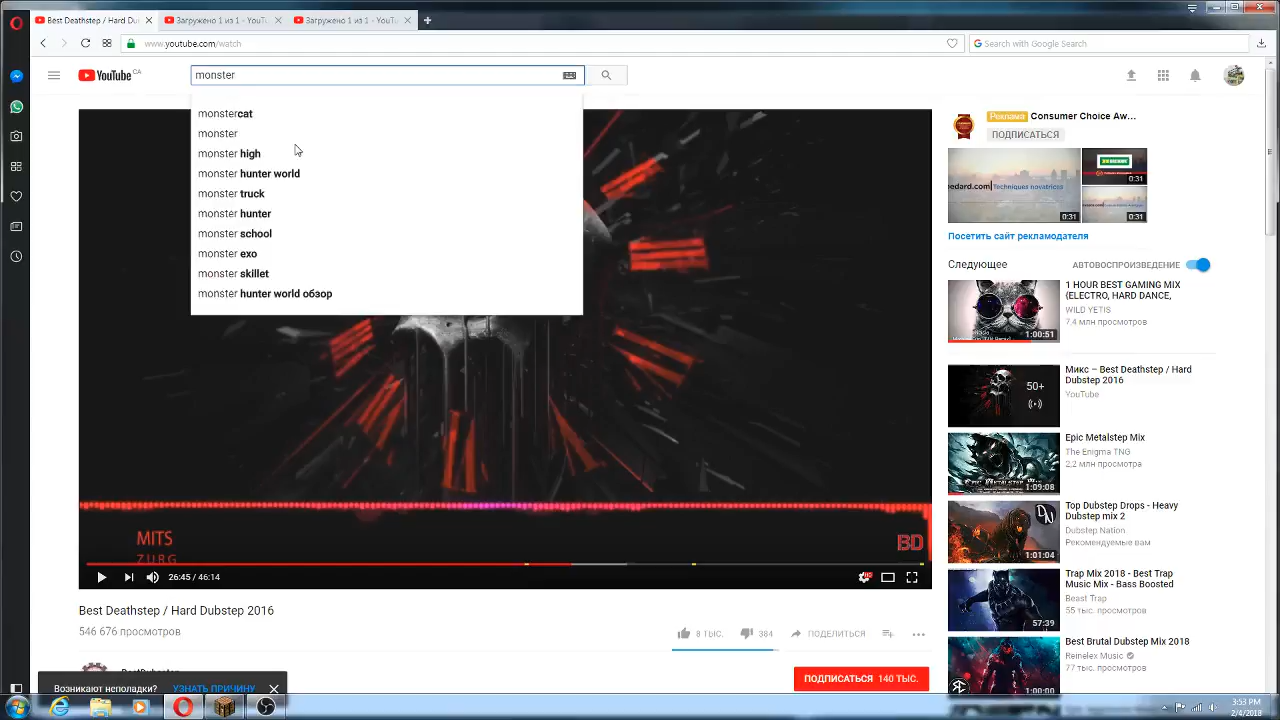 Best Deathstep / Hard Du
Загружено 1 из 1 - YouTu
Загружено 1 из 1 - YouTu
www.youtube.com/watch
Search with Google Search
YouTube CA
monster
monstercat
monster
monster high
monster hunter world
monster truck
monster hunter
monster school
monster exo
monster skillet
monster hunter world обзор
MITS
ZURG
BD
26:45 / 46:14
Best Deathstep / Hard Dubstep 2016
546 676 просмотров
8 ТЫС.
384
ПОДЕЛИТЬСЯ
BestDubstep
ПОДПИСАТЬСЯ 140 ТЫС.
Возникают неполадки?
УЗНАТЬ ПРИЧИНУ
Реклама Consumer Choice Aw...
ПОДПИСАТЬСЯ
edard.com Techniques novatrices
0:31
0:31
0:31
Посетить сайт рекламодателя
Следующее
АВТОВОСПРОИЗВЕДЕНИЕ
1 HOUR BEST GAMING MIX
(ELECTRO, HARD DANCE,
WILD YETIS
7.4 млн просмотров
1:00:51
Микс – Best Deathstep / Hard
Dubstep 2016
YouTube
50+
Epic Metalstep Mix
The Enigma TNG
2,2 млн просмотров
1:09:08
Top Dubstep Drops - Heavy
Dubstep mix 2
Dubstep Nation
Рекомендуемые вам
1:01:04
Trap Mix 2018 - Best Trap
Music Mix - Bass Boosted
Beast Trap
55 тыс. просмотров
57:39
Best Brutal Dubstep Mix 2018
Reinelex Music
77 тыс. просмотров
1:00:00
3:53 PM
2/4/2018